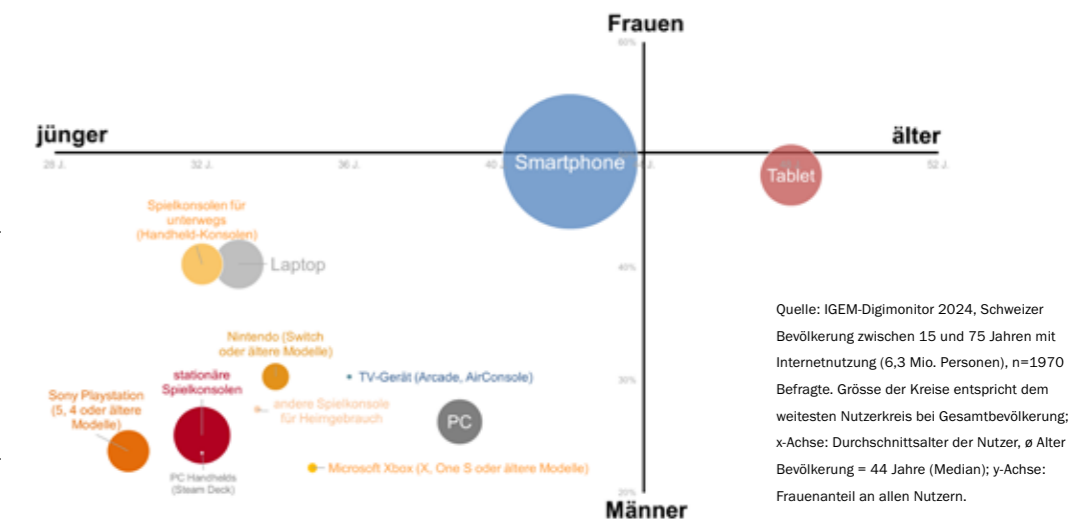 Frauen
60%
jünger
älter
28 J.
32 J.
36 J.
40 J.
52 J.
Smartphone
Tablet
Spielkonsolen für
unterwegs
(Handheld-Konsolen)
Laptop
40%
Nintendo (Switch
oder ältere Modelle)
TV-Gerät (Arcade, AirConsole)
30%
stationäre
Spielkonsolen
Sony Playstation
(5, 4 oder ältere
Modelle)
andere Spielkonsole
für Heimgebrauch
PC
PC Handhelds
(Steam Deck)
Microsoft Xbox (X, One S oder ältere Modelle)
20%
Männer
Quelle: IGEM-Digimonitor 2024, Schweizer
Bevölkerung zwischen 15 und 75 Jahren mit
Internetnutzung (6,3 Mio. Personen), n=1970
Befragte. Grösse der Kreise entspricht dem
weitesten Nutzerkreis bei Gesamtbevölkerung;
x-Achse: Durchschnittsalter der Nutzer, ø Alter
Bevölkerung = 44 Jahre (Median); y-Achse:
Frauenanteil an allen Nutzern.